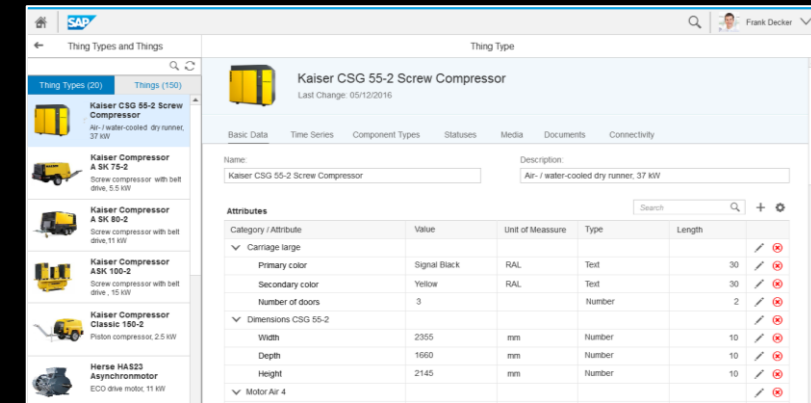 SAP
Frank Decker
Thing Types and Things
Thing Type
Thing Types (20)
Things (150)
Kaiser CSG 55-2 Screw Compressor
Air- / water-cooled dry runner, 37 kW
Kaiser Compressor A SK 75-2
Screw compressor with belt drive, 5.5 kW
Kaiser Compressor A SK 80-2
Screw compressor with belt drive, 11 kW
Kaiser Compressor ASK 100-2
Screw compressor with belt drive , 15 kW
Kaiser Compressor Classic 150-2
Piston compressor, 2.5 kW
Herse HAS23 Asynchronmotor
ECO drive motor, 11 kW
Kaiser CSG 55-2 Screw Compressor
Last Change: 05/12/2016
Basic Data Time Series Component Types Statuses Media Documents Connectivity
Name: Description:
Kaiser CSG 55-2 Screw Compressor Air- / water-cooled dry runner, 37 kW
Attributes Search
Category / Attribute Value Unit of Meassure Type Length
Carriage large
Primary color Signal Black RAL Text 30
Secondary color Yellow RAL Text 30
Number of doors 3 Number 2
Dimensions CSG 55-2
Width 2355 mm Number 10
Depth 1660 mm Number 10
Height 2145 mm Number 10
Motor Air 4